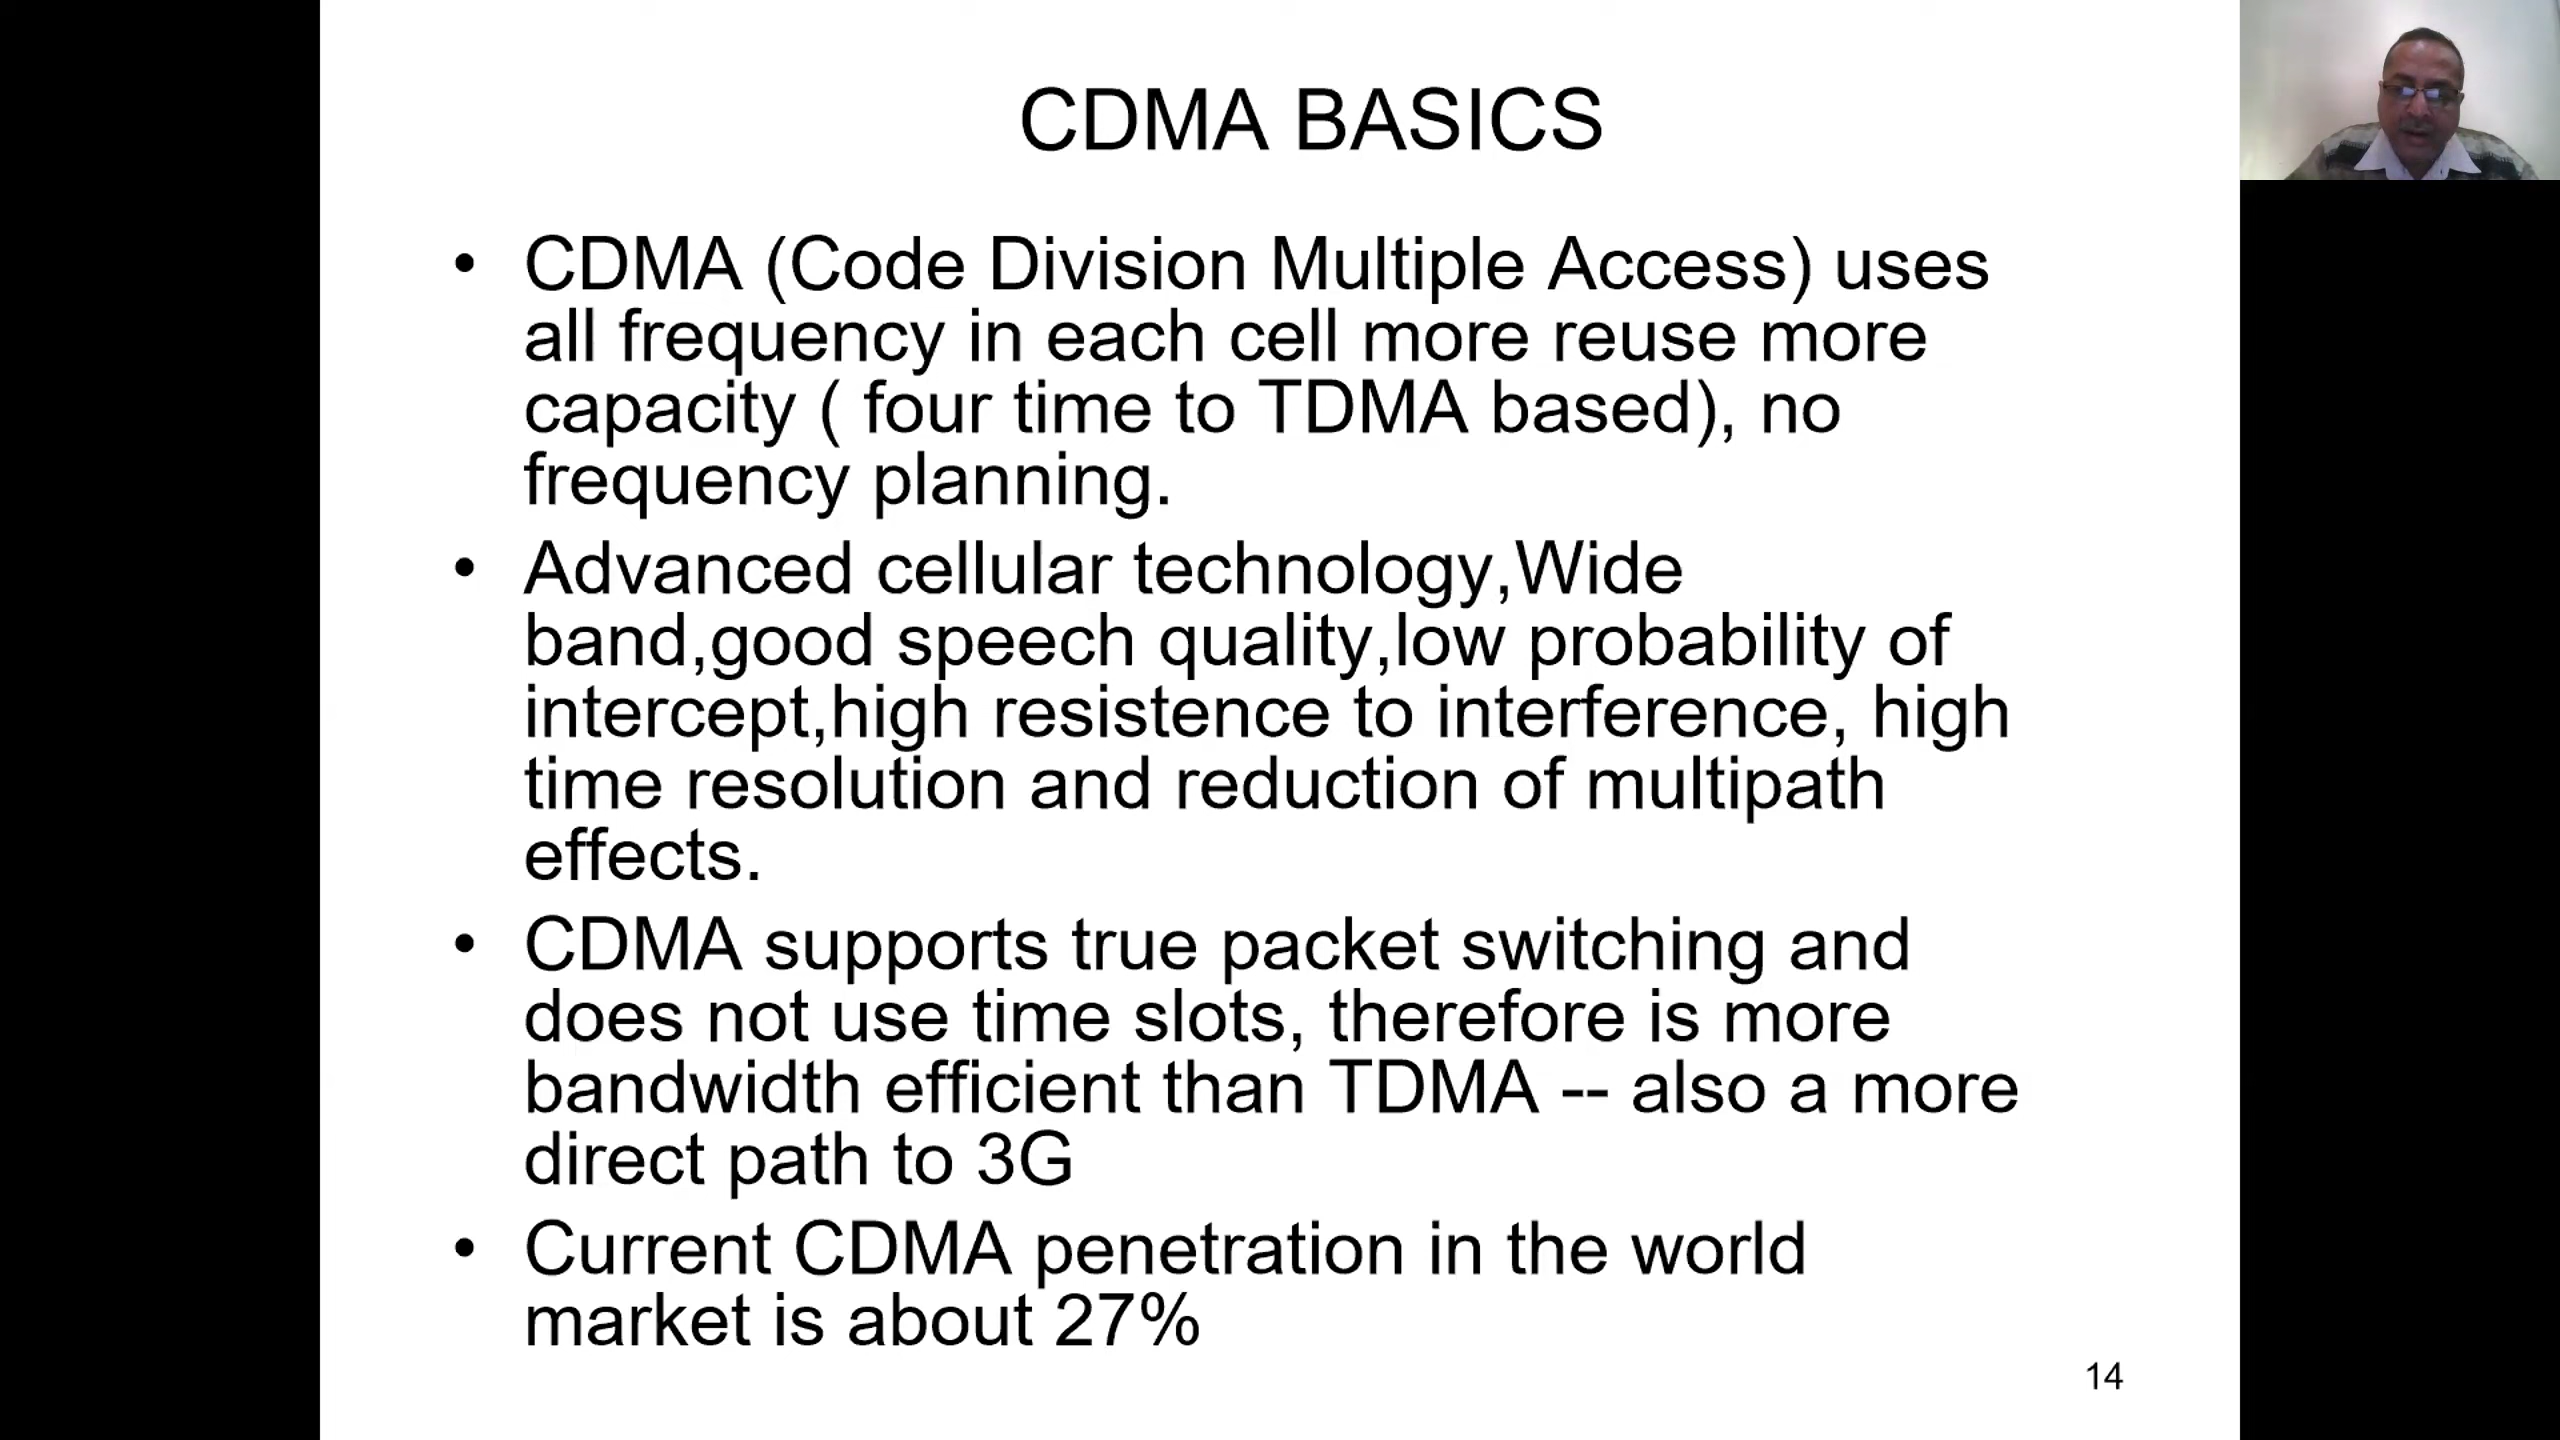 CDMA BASICS
• CDMA (Code Division Multiple Access) uses
all frequency in each cell more reuse more
capacity ( four time to TDMA based), no
frequency planning.
• Advanced cellular technology,Wide
band,good speech quality,low probability of
intercept,high resistence to interference, high
time resolution and reduction of multipath
effects.
• CDMA supports true packet switching and
does not use time slots, therefore is more
bandwidth efficient than TDMA -- also a more
direct path to 3G
• Current CDMA penetration in the world
market is about 27%
14